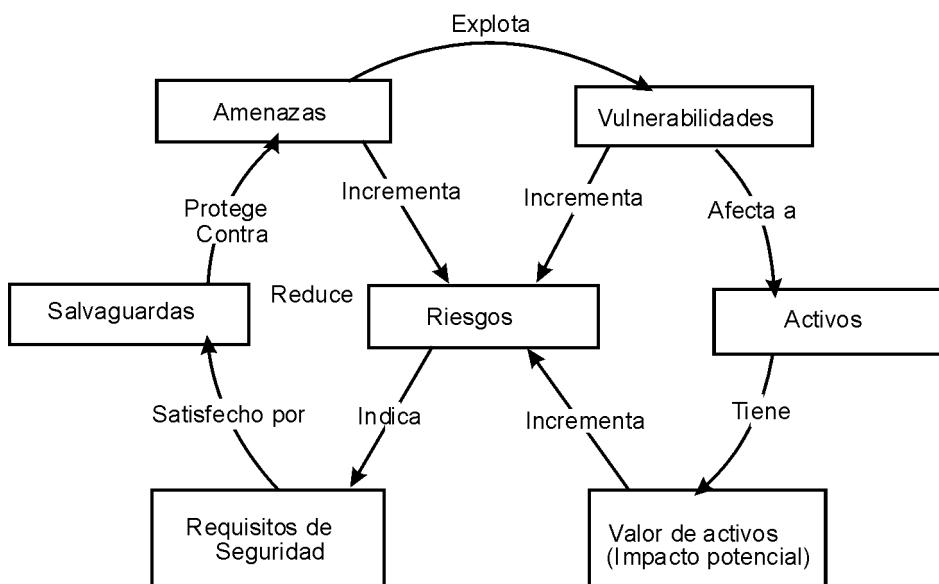 Explota
Amenazas
Vulnerabilidades
Incrementa
Incrementa
Protege
Contra
Afecta a
Salvaguardas
Reduce
Riesgos
Activos
Satisfecho por
Indica
Incrementa
Tiene
Requisitos de
Seguridad
Valor de activos
(Impacto potencial)